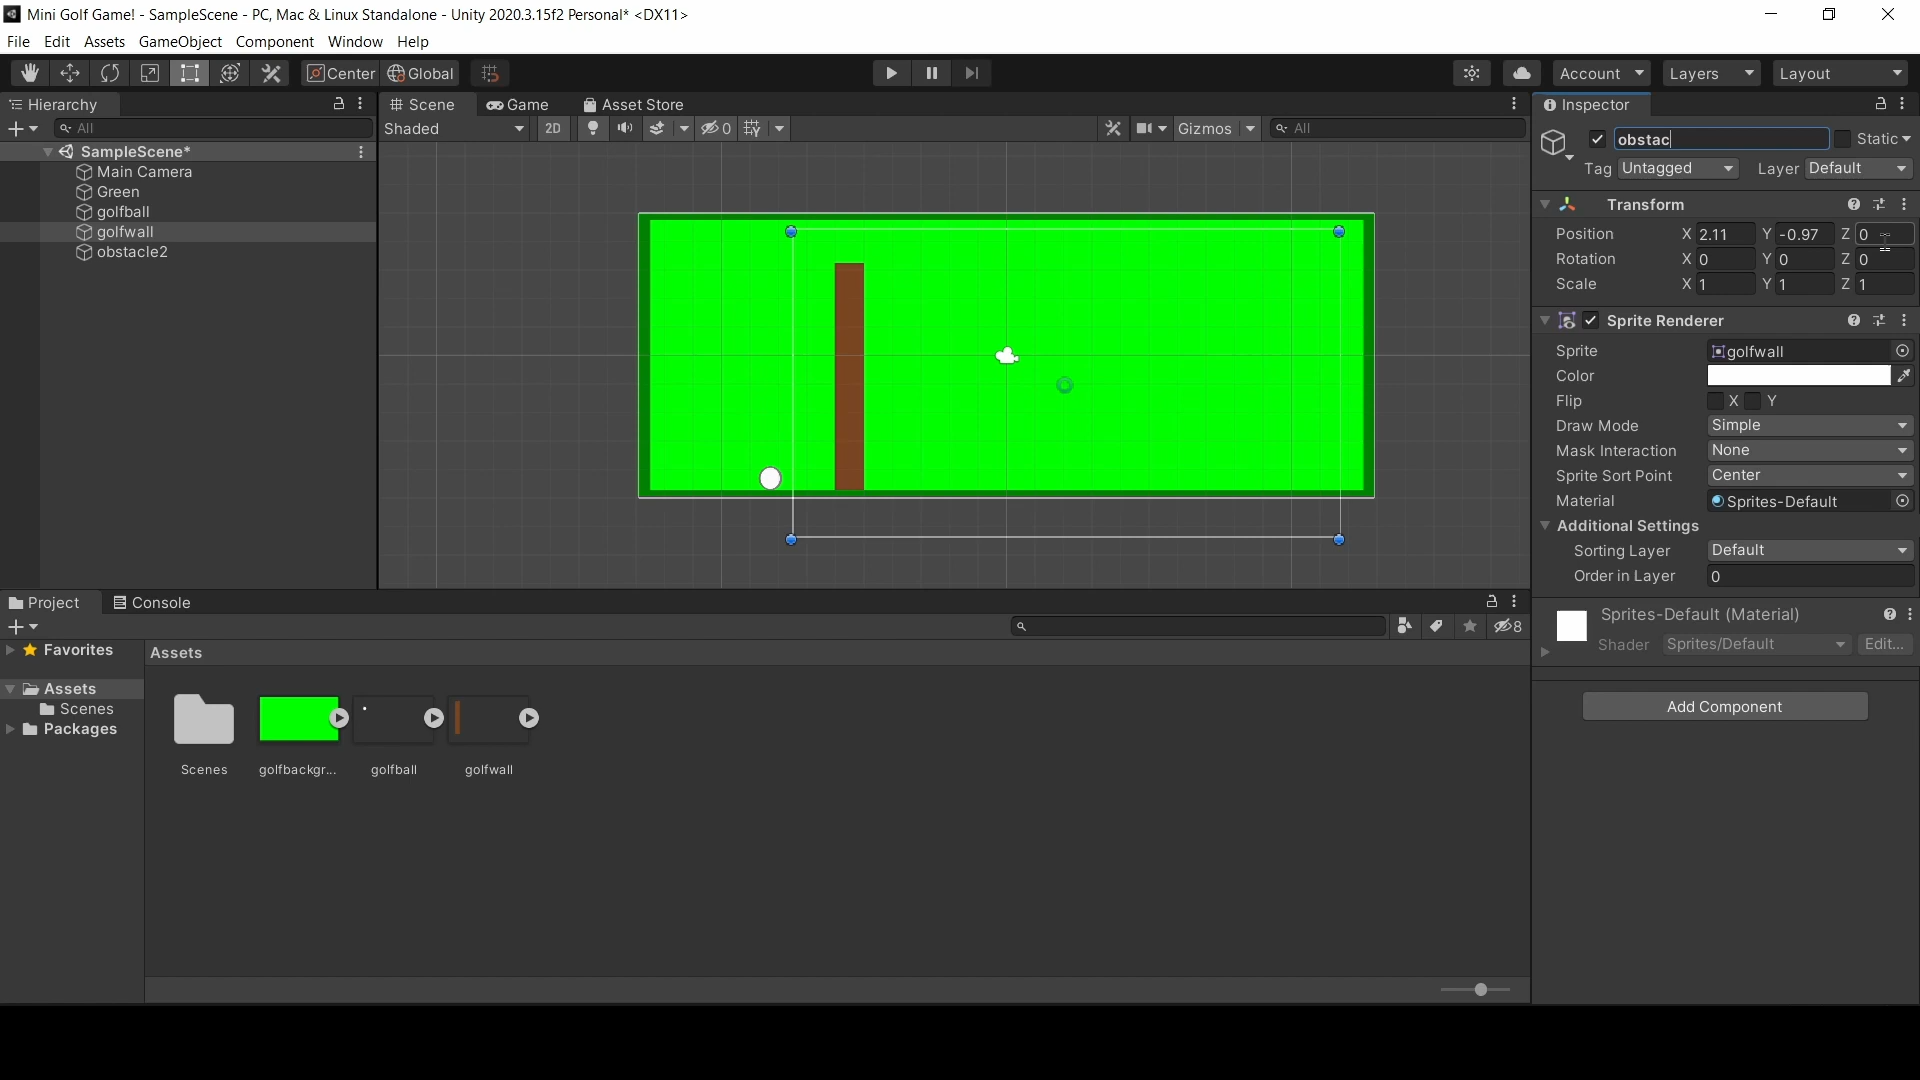 Mini Golf Game! - SampleScene - PC, Mac & Linux Standalone - Unity 2020.3.15f2 Personal* <DX11>
File Edit Assets GameObject Component Window Help
Center Global Account Layers Layout
Hierarchy Scene Game Asset Store Inspector
All Shaded 2D 0 Gizmos All
obstac Static
SampleScene*
Main Camera
Green
golfball
golfwall
obstacle2
Tag Untagged Layer Default
Transform
Position X 2.11 Y -0.97 Z 0
Rotation X 0 Y 0 Z 0
Scale X 1 Y 1 Z 1
Sprite Renderer
Sprite golfwall
Color
Flip X Y
Draw Mode Simple
Mask Interaction None
Sprite Sort Point Center
Material Sprites-Default
Additional Settings
Sorting Layer Default
Order in Layer 0
Sprites-Default (Material)
Shader Sprites/Default Edit...
Add Component
Project Console
8
Favorites
Assets
Scenes
Packages
Assets
Scenes golfbackgr... golfball golfwall